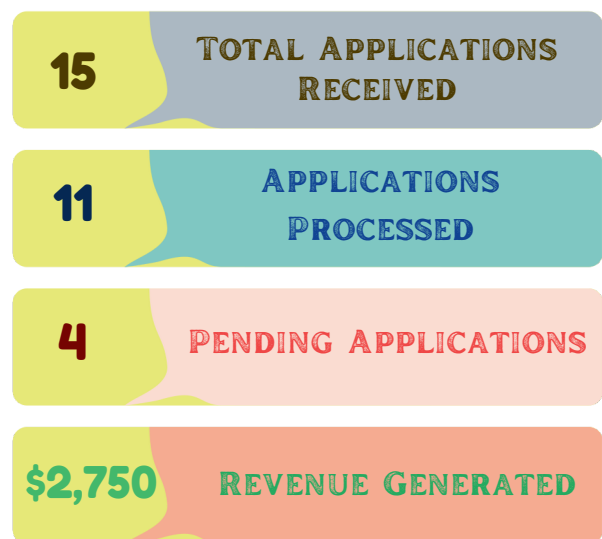 15
Total Applications
Received
11
Applications
Processed
4
Pending Applications
$2,750
Revenue Generated